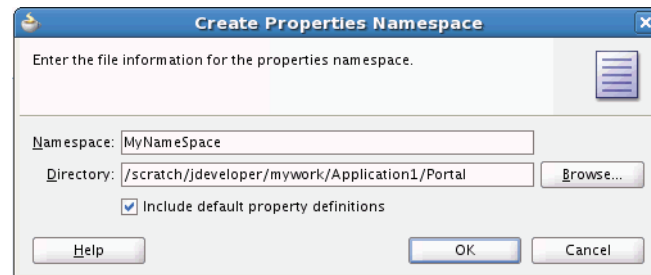 Create Properties Namespace
Enter the file information for the properties namespace.
Namespace: MyNameSpace
Directory: /scratch/jdeveloper/mywork/Application1/Portal Browse...
Include default property definitions
Help OK Cancel